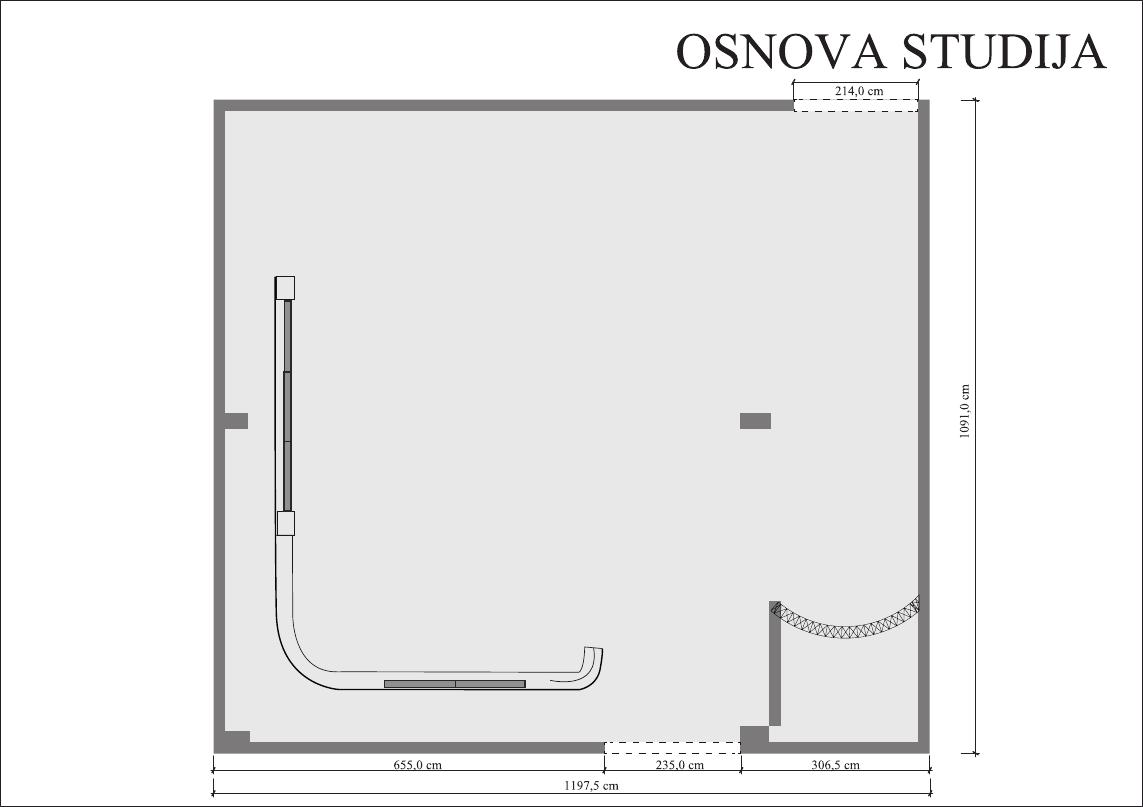 OSNOVA STUDIJA
214,0 cm
1091,0 cm
655,0 cm
235,0 cm
306,5 cm
1197,5 cm